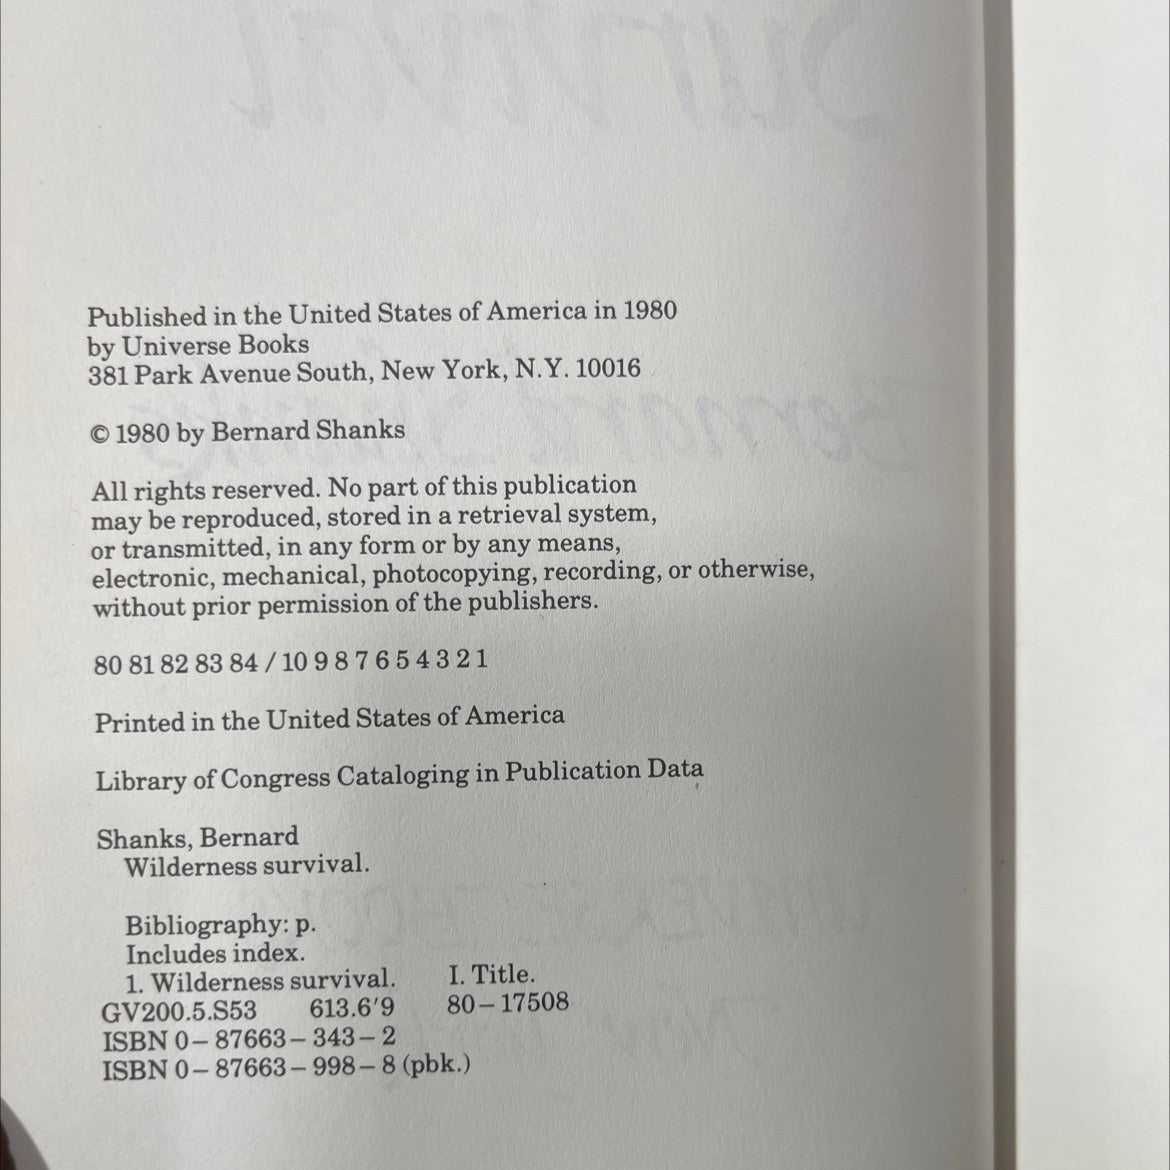 Published in the United States of America in 1980
by Universe Books
381 Park Avenue South, New York, N.Y. 10016
© 1980 by Bernard Shanks
All rights reserved. No part of this publication
may be reproduced, stored in a retrieval system,
or transmitted, in any form or by any means,
electronic, mechanical, photocopying, recording, or otherwise,
without prior permission of the publishers.
80 81 82 83 84 / 10 9 8 7 6 5 4 3 2 1
Printed in the United States of America
Library of Congress Cataloging in Publication Data
Shanks, Bernard
Wilderness survival.
Bibliography: p.
Includes index.
1. Wilderness survival. I. Title.
GV200.5.S53 613.6'9 80–17508
ISBN 0–87663–343–2
ISBN 0–87663–998–8 (pbk.)